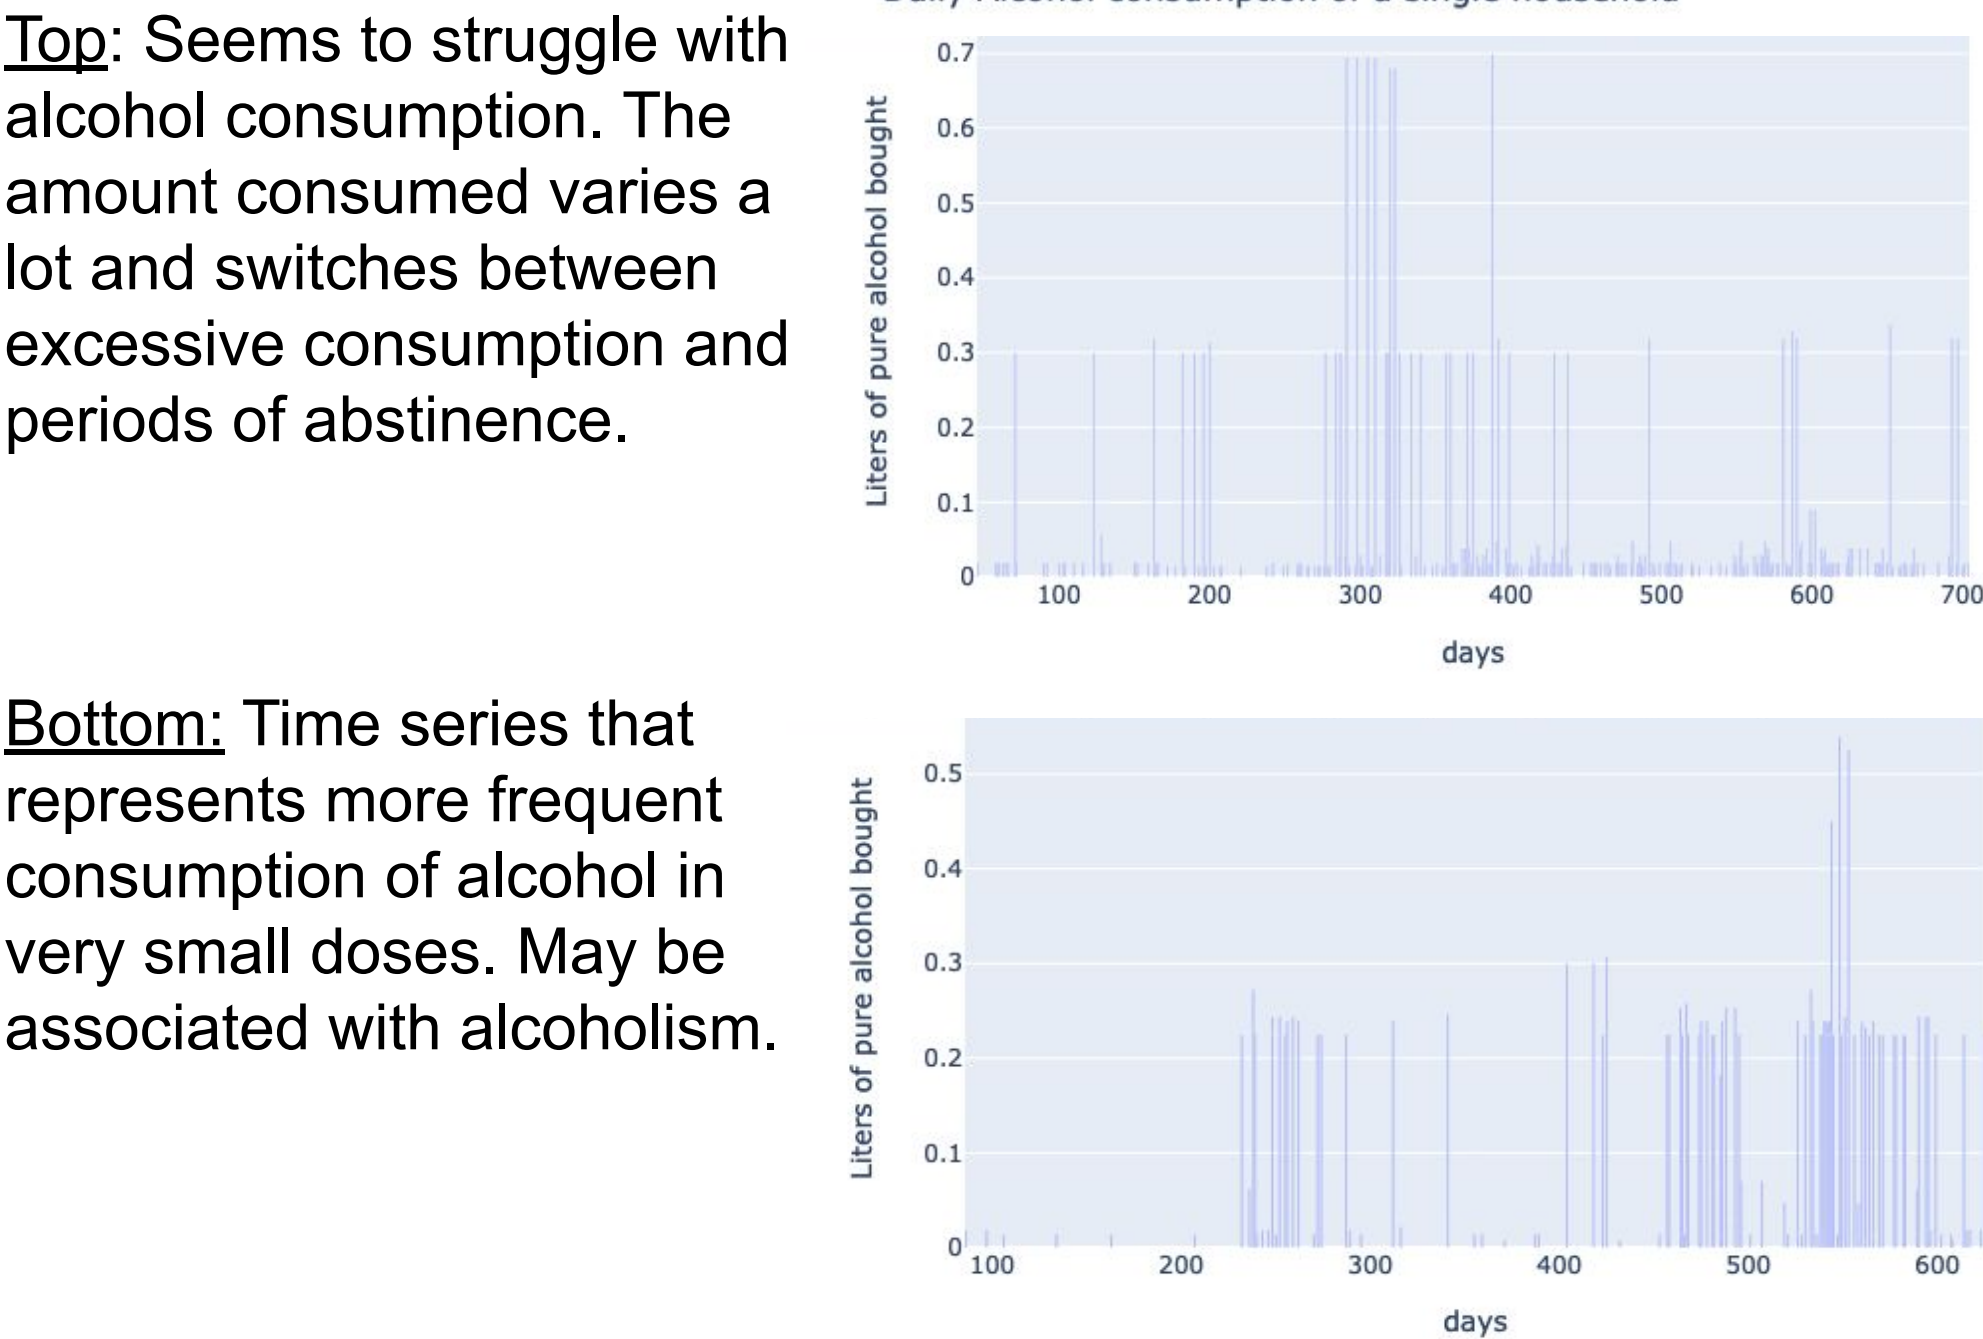 Top: Seems to struggle with
alcohol consumption. The
amount consumed varies a
lot and switches between
excessive consumption and
periods of abstinence.
Liters of pure alcohol bought
0.7
0.6
0.5
0.4
0.3
0.2
0.1
0
100 200 300 400 500 600 700
days
Bottom: Time series that
represents more frequent
consumption of alcohol in
very small doses. May be
associated with alcoholism.
Liters of pure alcohol bought
0.5
0.4
0.3
0.2
0.1
0
100 200 300 400 500 600
days